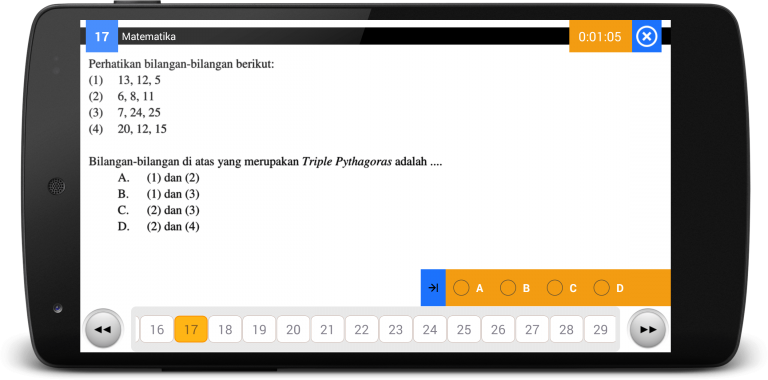 17 Matematika 0:01:05
Perhatikan bilangan-bilangan berikut:
(1) 13, 12, 5
(2) 6, 8, 11
(3) 7, 24, 25
(4) 20, 12, 15
Bilangan-bilangan di atas yang merupakan Triple Pythagoras adalah ....
A. (1) dan (2)
B. (1) dan (3)
C. (2) dan (3)
D. (2) dan (4)
A B C D
16 17 18 19 20 21 22 23 24 25 26 27 28 29